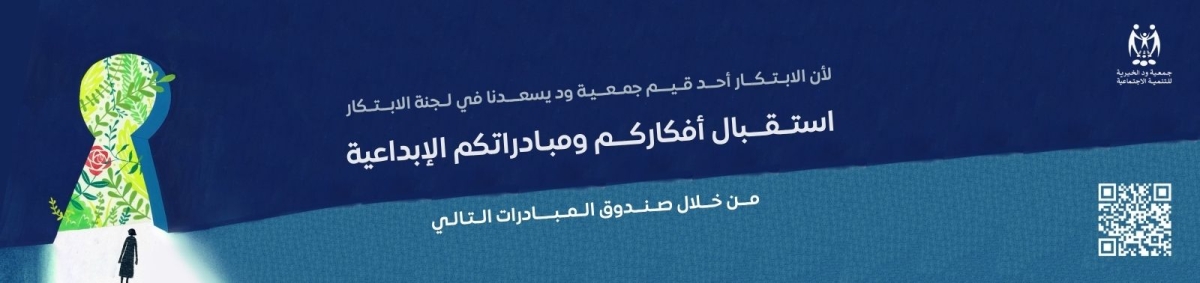 جمعية ود الخيرية
للتنمية الاجتماعية
لأن الابتكار أحد قيم جمعية ود يسعدنا في لجنة الابتكار
استقبال أفكاركم ومبادراتكم الإبداعية
من خلال صندوق المبادرات التالي